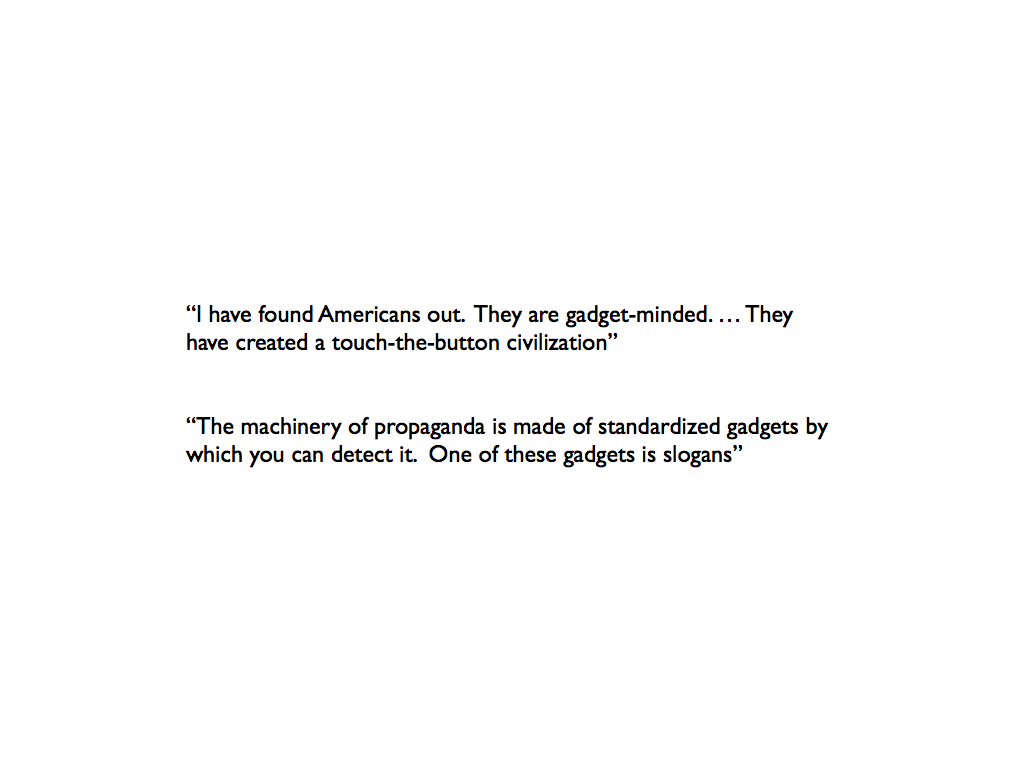 “I have found Americans out.  They are gadget-minded. … They
have created a touch-the-button civilization”
“The machinery of propaganda is made of standardized gadgets by
which you can detect it.  One of these gadgets is slogans”